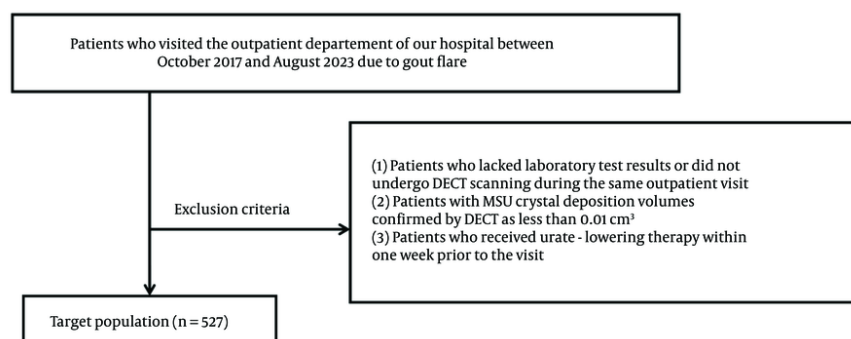 Patients who visited the outpatient departement of our hospital between
October 2017 and August 2023 due to gout flare
Exclusion criteria
(1) Patients who lacked laboratory test results or did not
undergo DECT scanning during the same outpatient visit
(2) Patients with MSU crystal deposition volumes
confirmed by DECT as less than 0.01 cm³
(3) Patients who received urate - lowering therapy within
one week prior to the visit
Target population (n = 527)